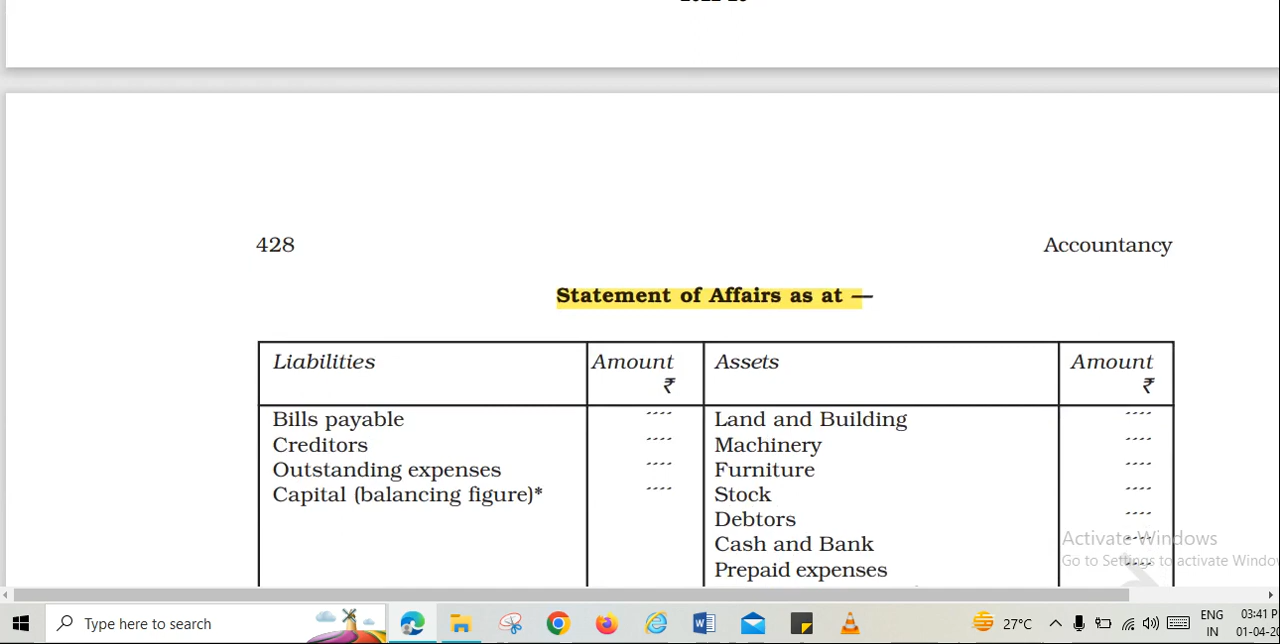 428 Accountancy
Statement of Affairs as at —
Liabilities Amount Assets Amount
₹ ₹
Bills payable ---- Land and Building ----
Creditors ---- Machinery ----
Outstanding expenses ---- Furniture ----
Capital (balancing figure)* ---- Stock ----
Debtors ----
Cash and Bank ----
Prepaid expenses ----
Activate Windows
Go to Settings to activate Windo
Type here to search 27°C ENG 03:41 P
IN 01-04-2